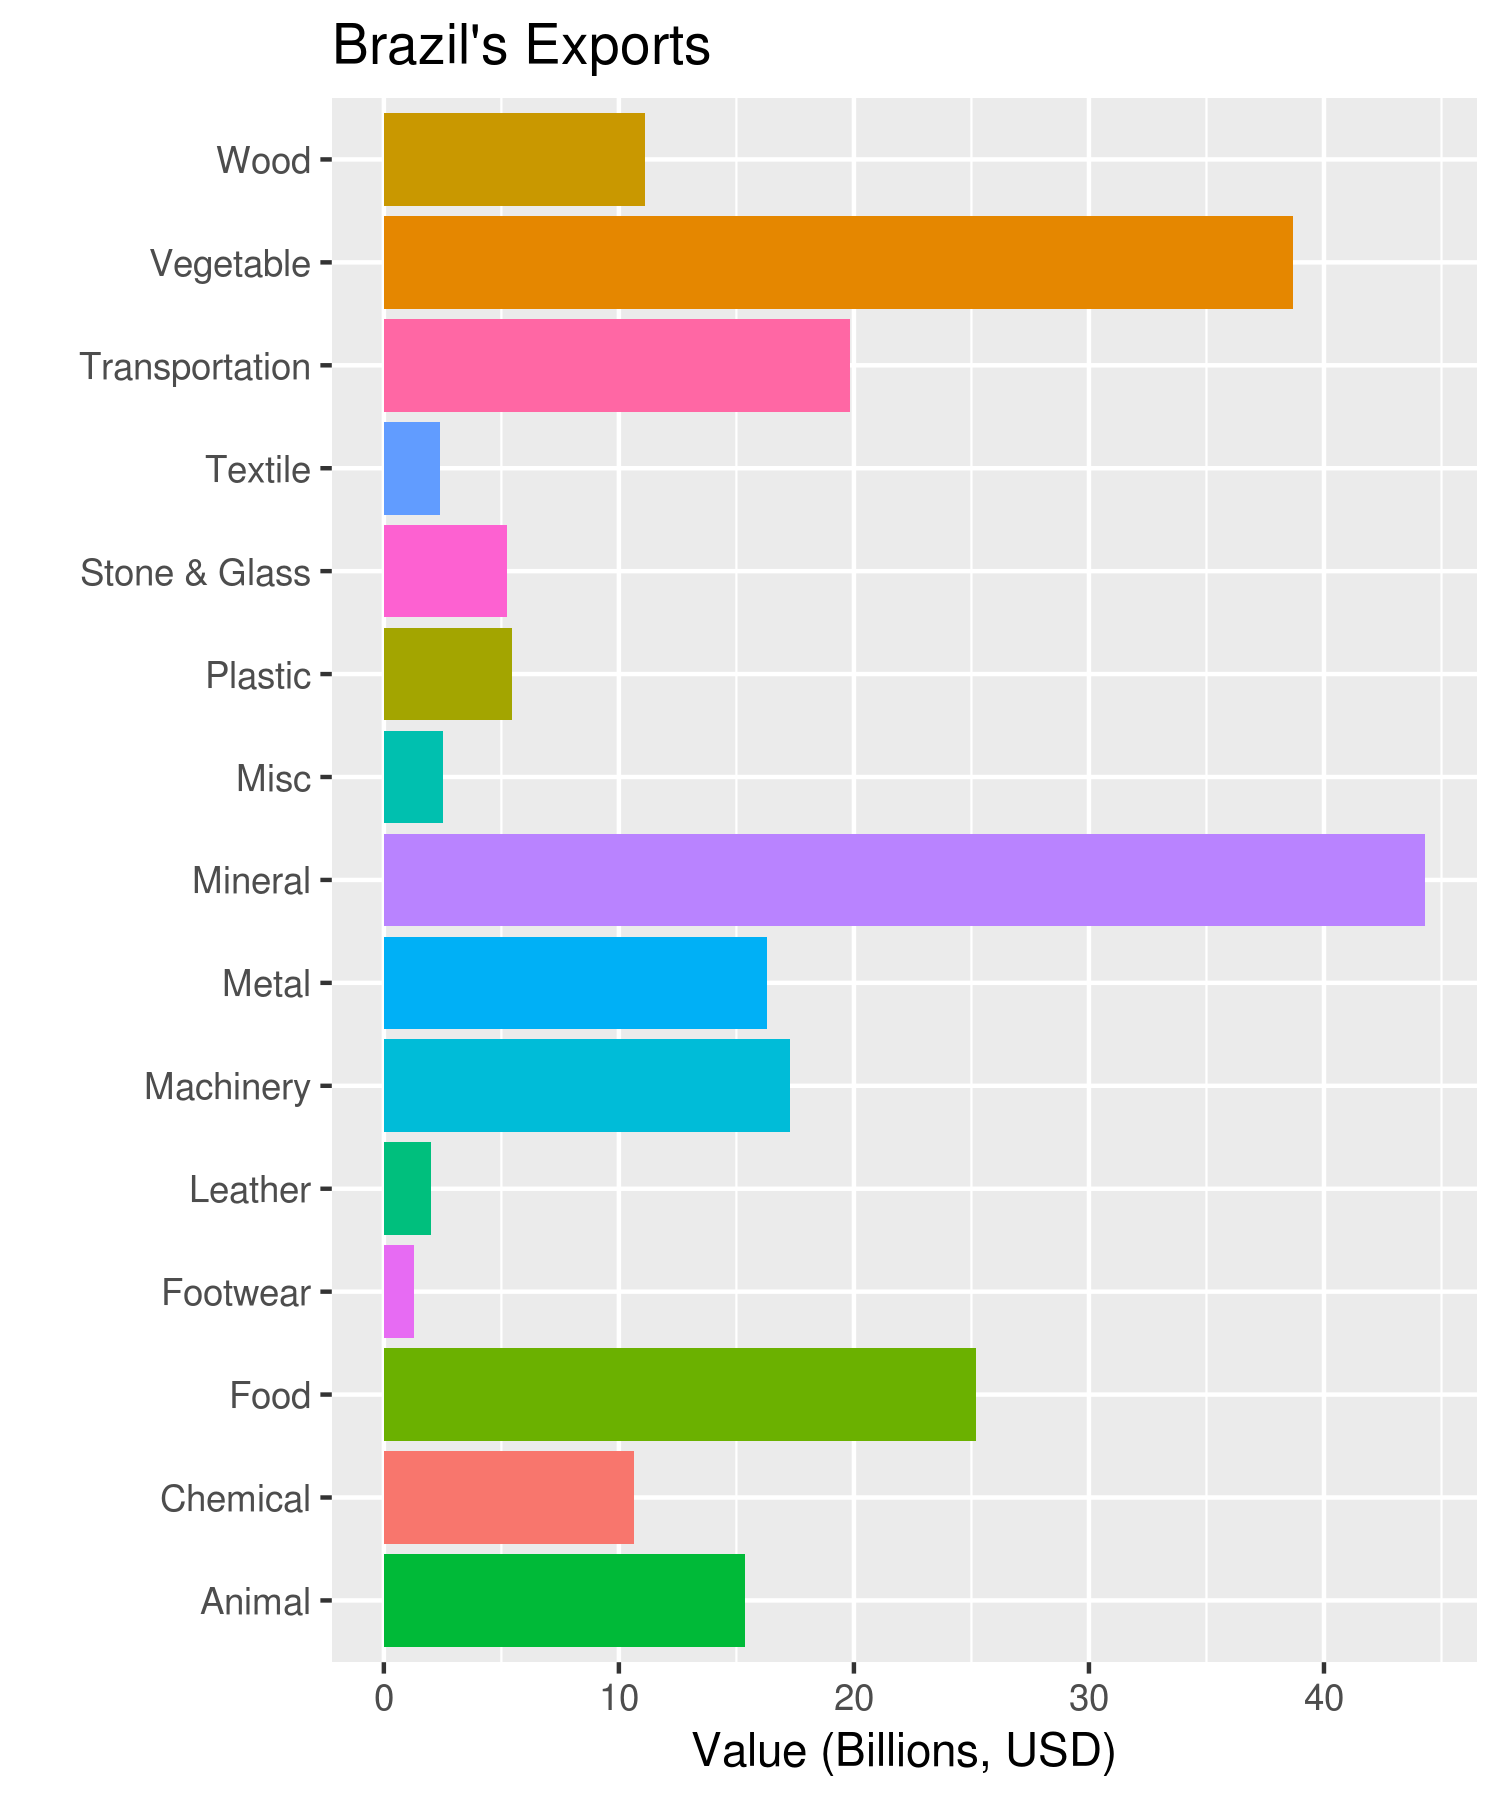 Brazil's Exports
Wood
Vegetable
Transportation
Textile
Stone & Glass
Plastic
Misc
Mineral
Metal
Machinery
Leather
Footwear
Food
Chemical
Animal
0 10 20 30 40
Value (Billions, USD)